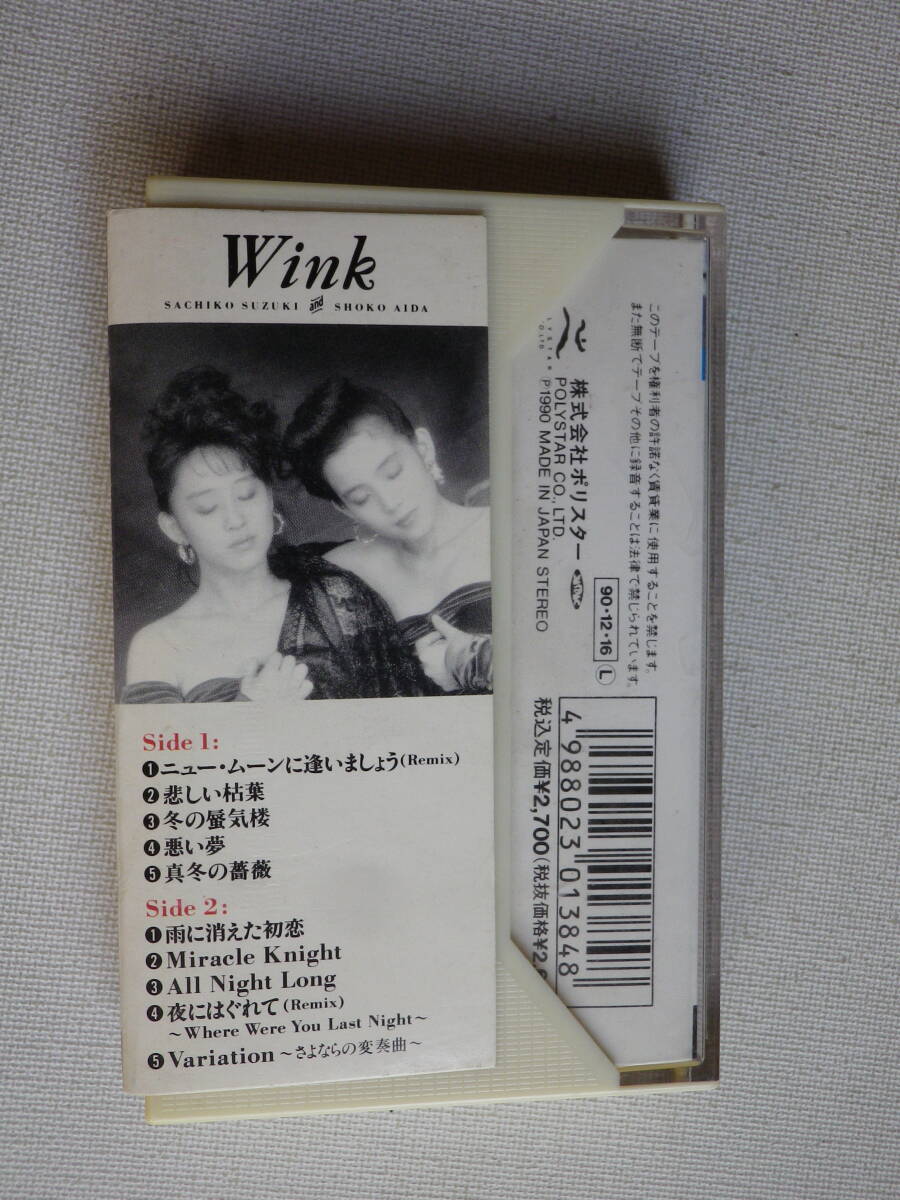 Wink
SACHIKO SUZUKI and SHOKO AIDA
Side 1:
❶ニュー・ムーンに逢いましょう(Remix)
❷悲しい枯葉
❸冬の蜃気楼
❹悪い夢
❺真冬の薔薇
Side 2:
❶雨に消えた初恋
❷Miracle Knight
❸All Night Long
❹夜にはぐれて(Remix)
～Where Were You Last Night～
❺Variation～さよならの変奏曲～
このテープを権利者の許諾なく賃貸業に使用することを禁じます。
また無断でテープその他に録音することは法律で禁じられています。
90・12・16 Ⓛ
株式会社ポリスター
POLYSTAR CO., LTD.
Ⓟ1990 MADE IN JAPAN STEREO
4 988023 013848
税込定価¥2,700(税抜価格¥2,6